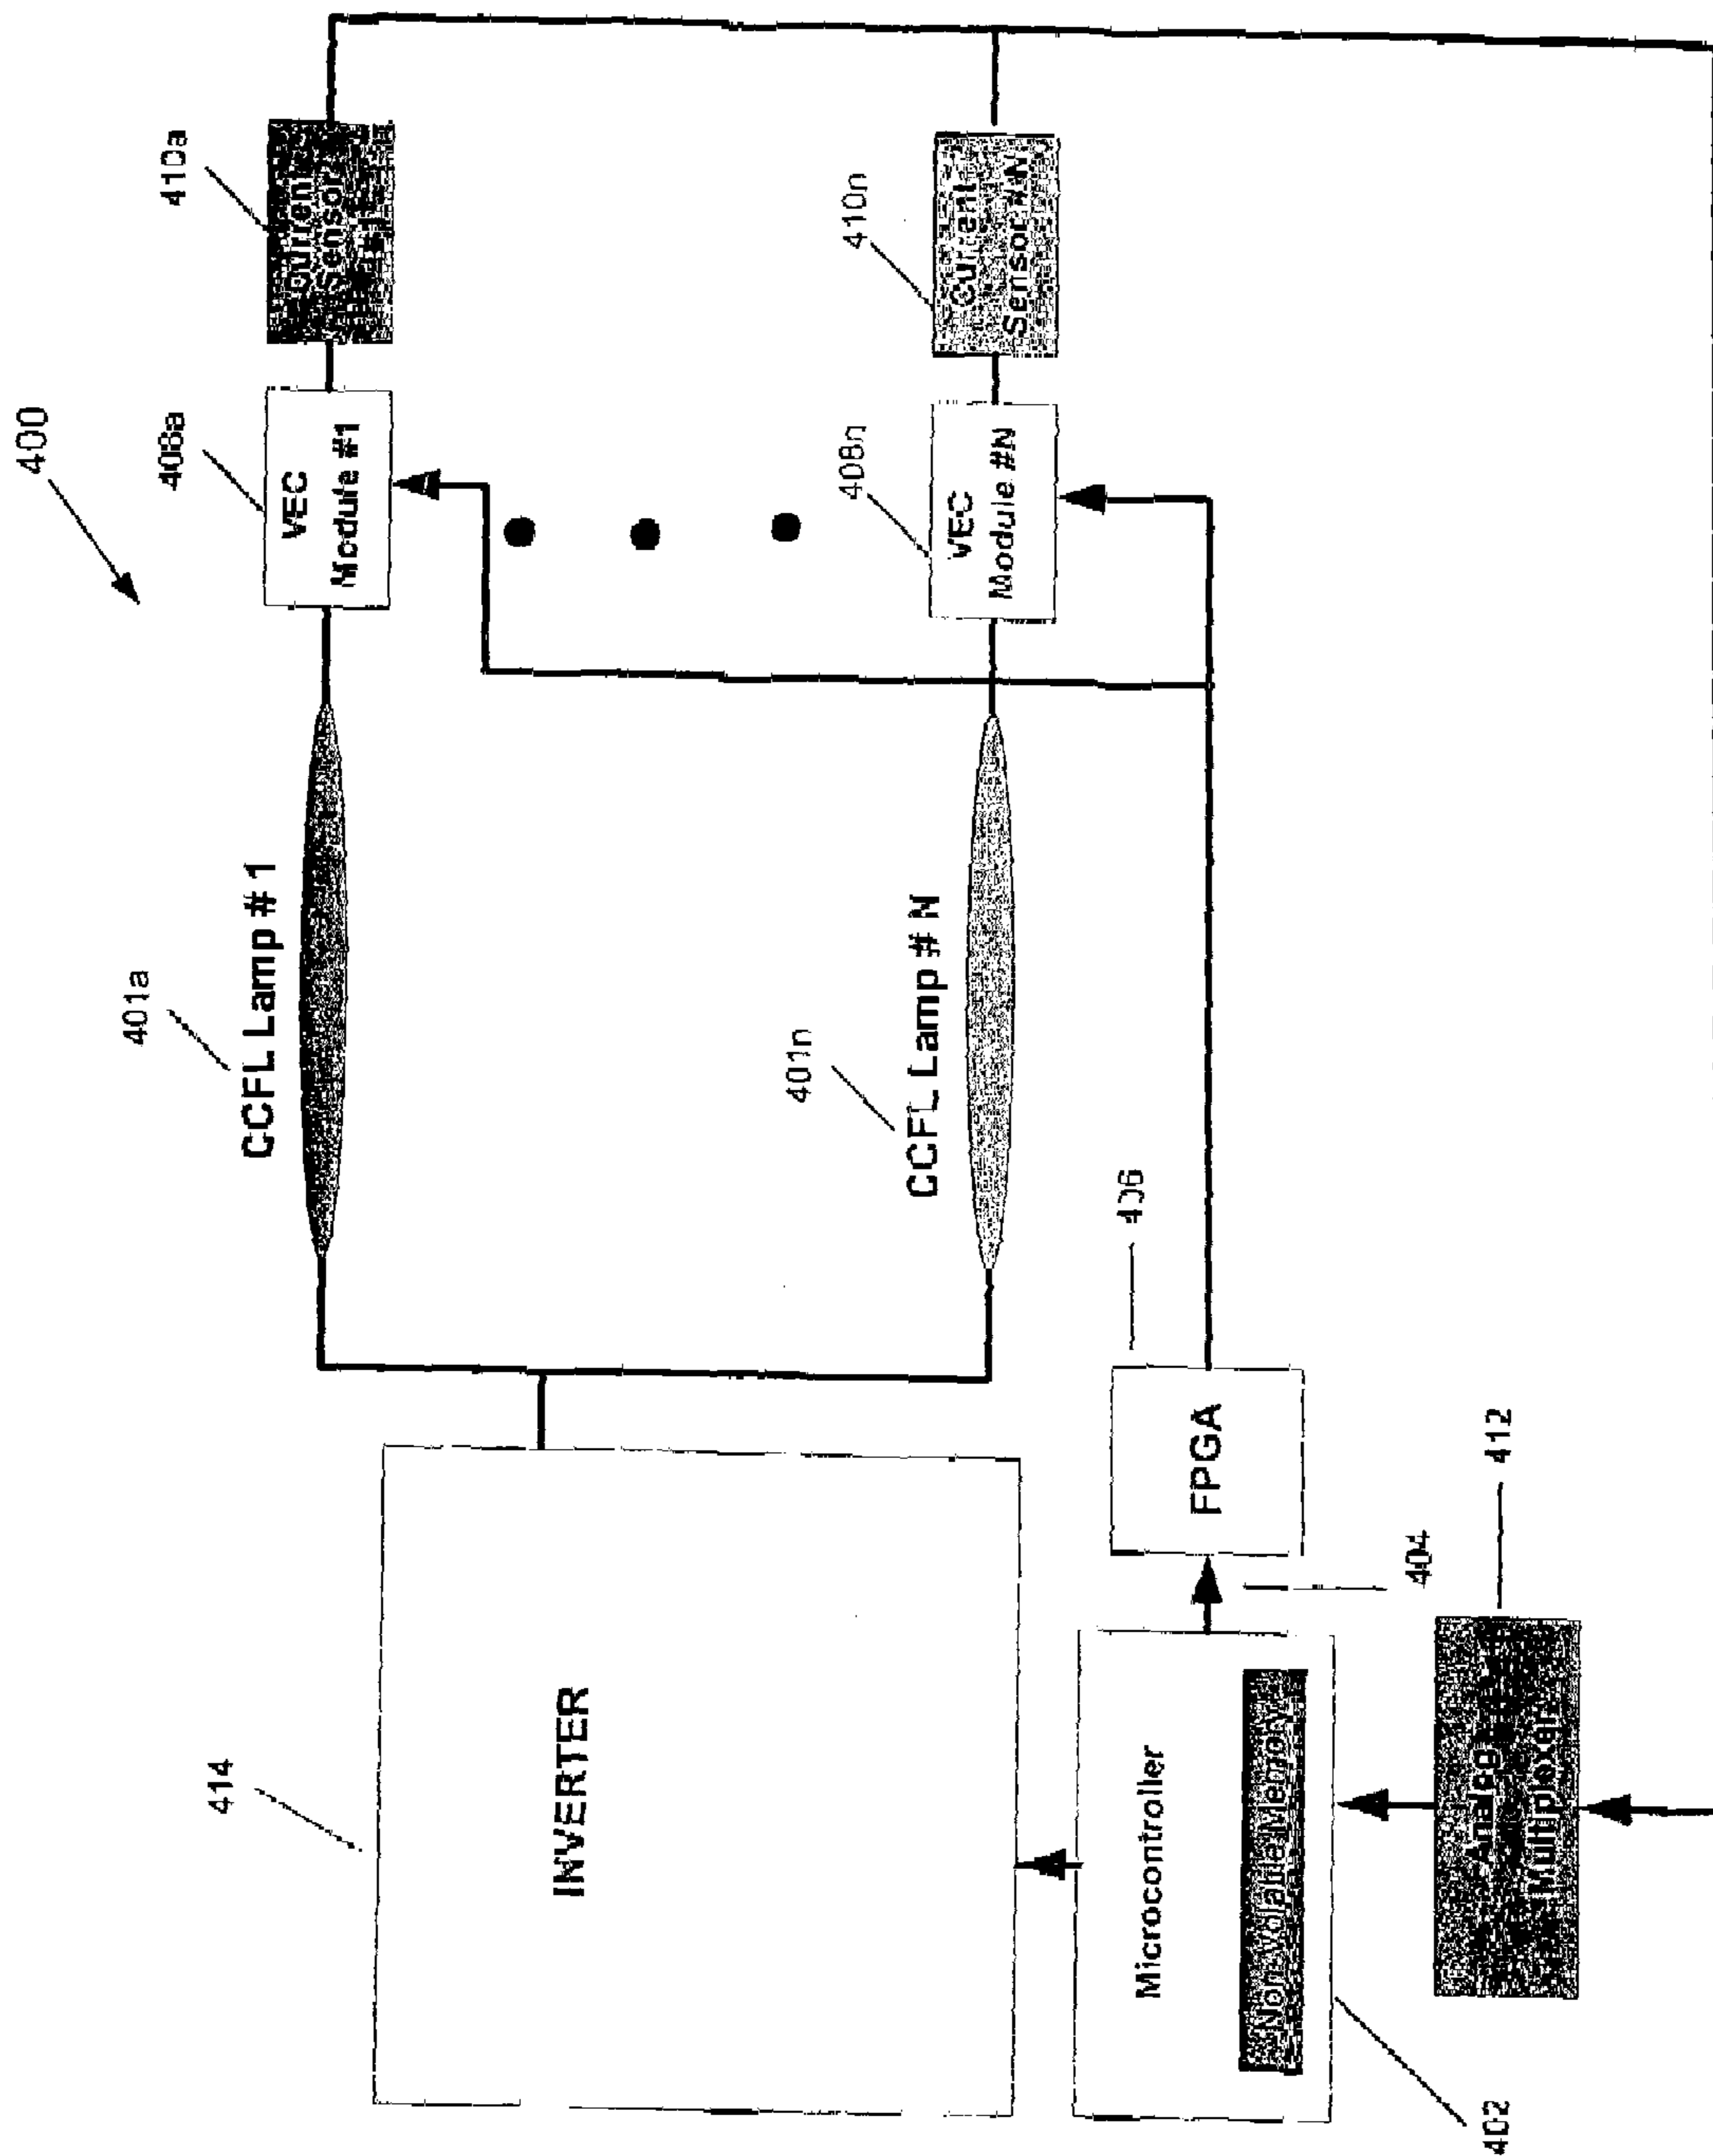 400
401a
CCFL Lamp #1
408a
VEC
Module #1
410a
Current
Sensor
401n
CCFL Lamp # N
408n
VEC
Module #N
410n
Current
Sensor #N
414
INVERTER
406
FPGA
404
Microcontroller
Non-volatile Memory
402
412
Analog
Multiplexer